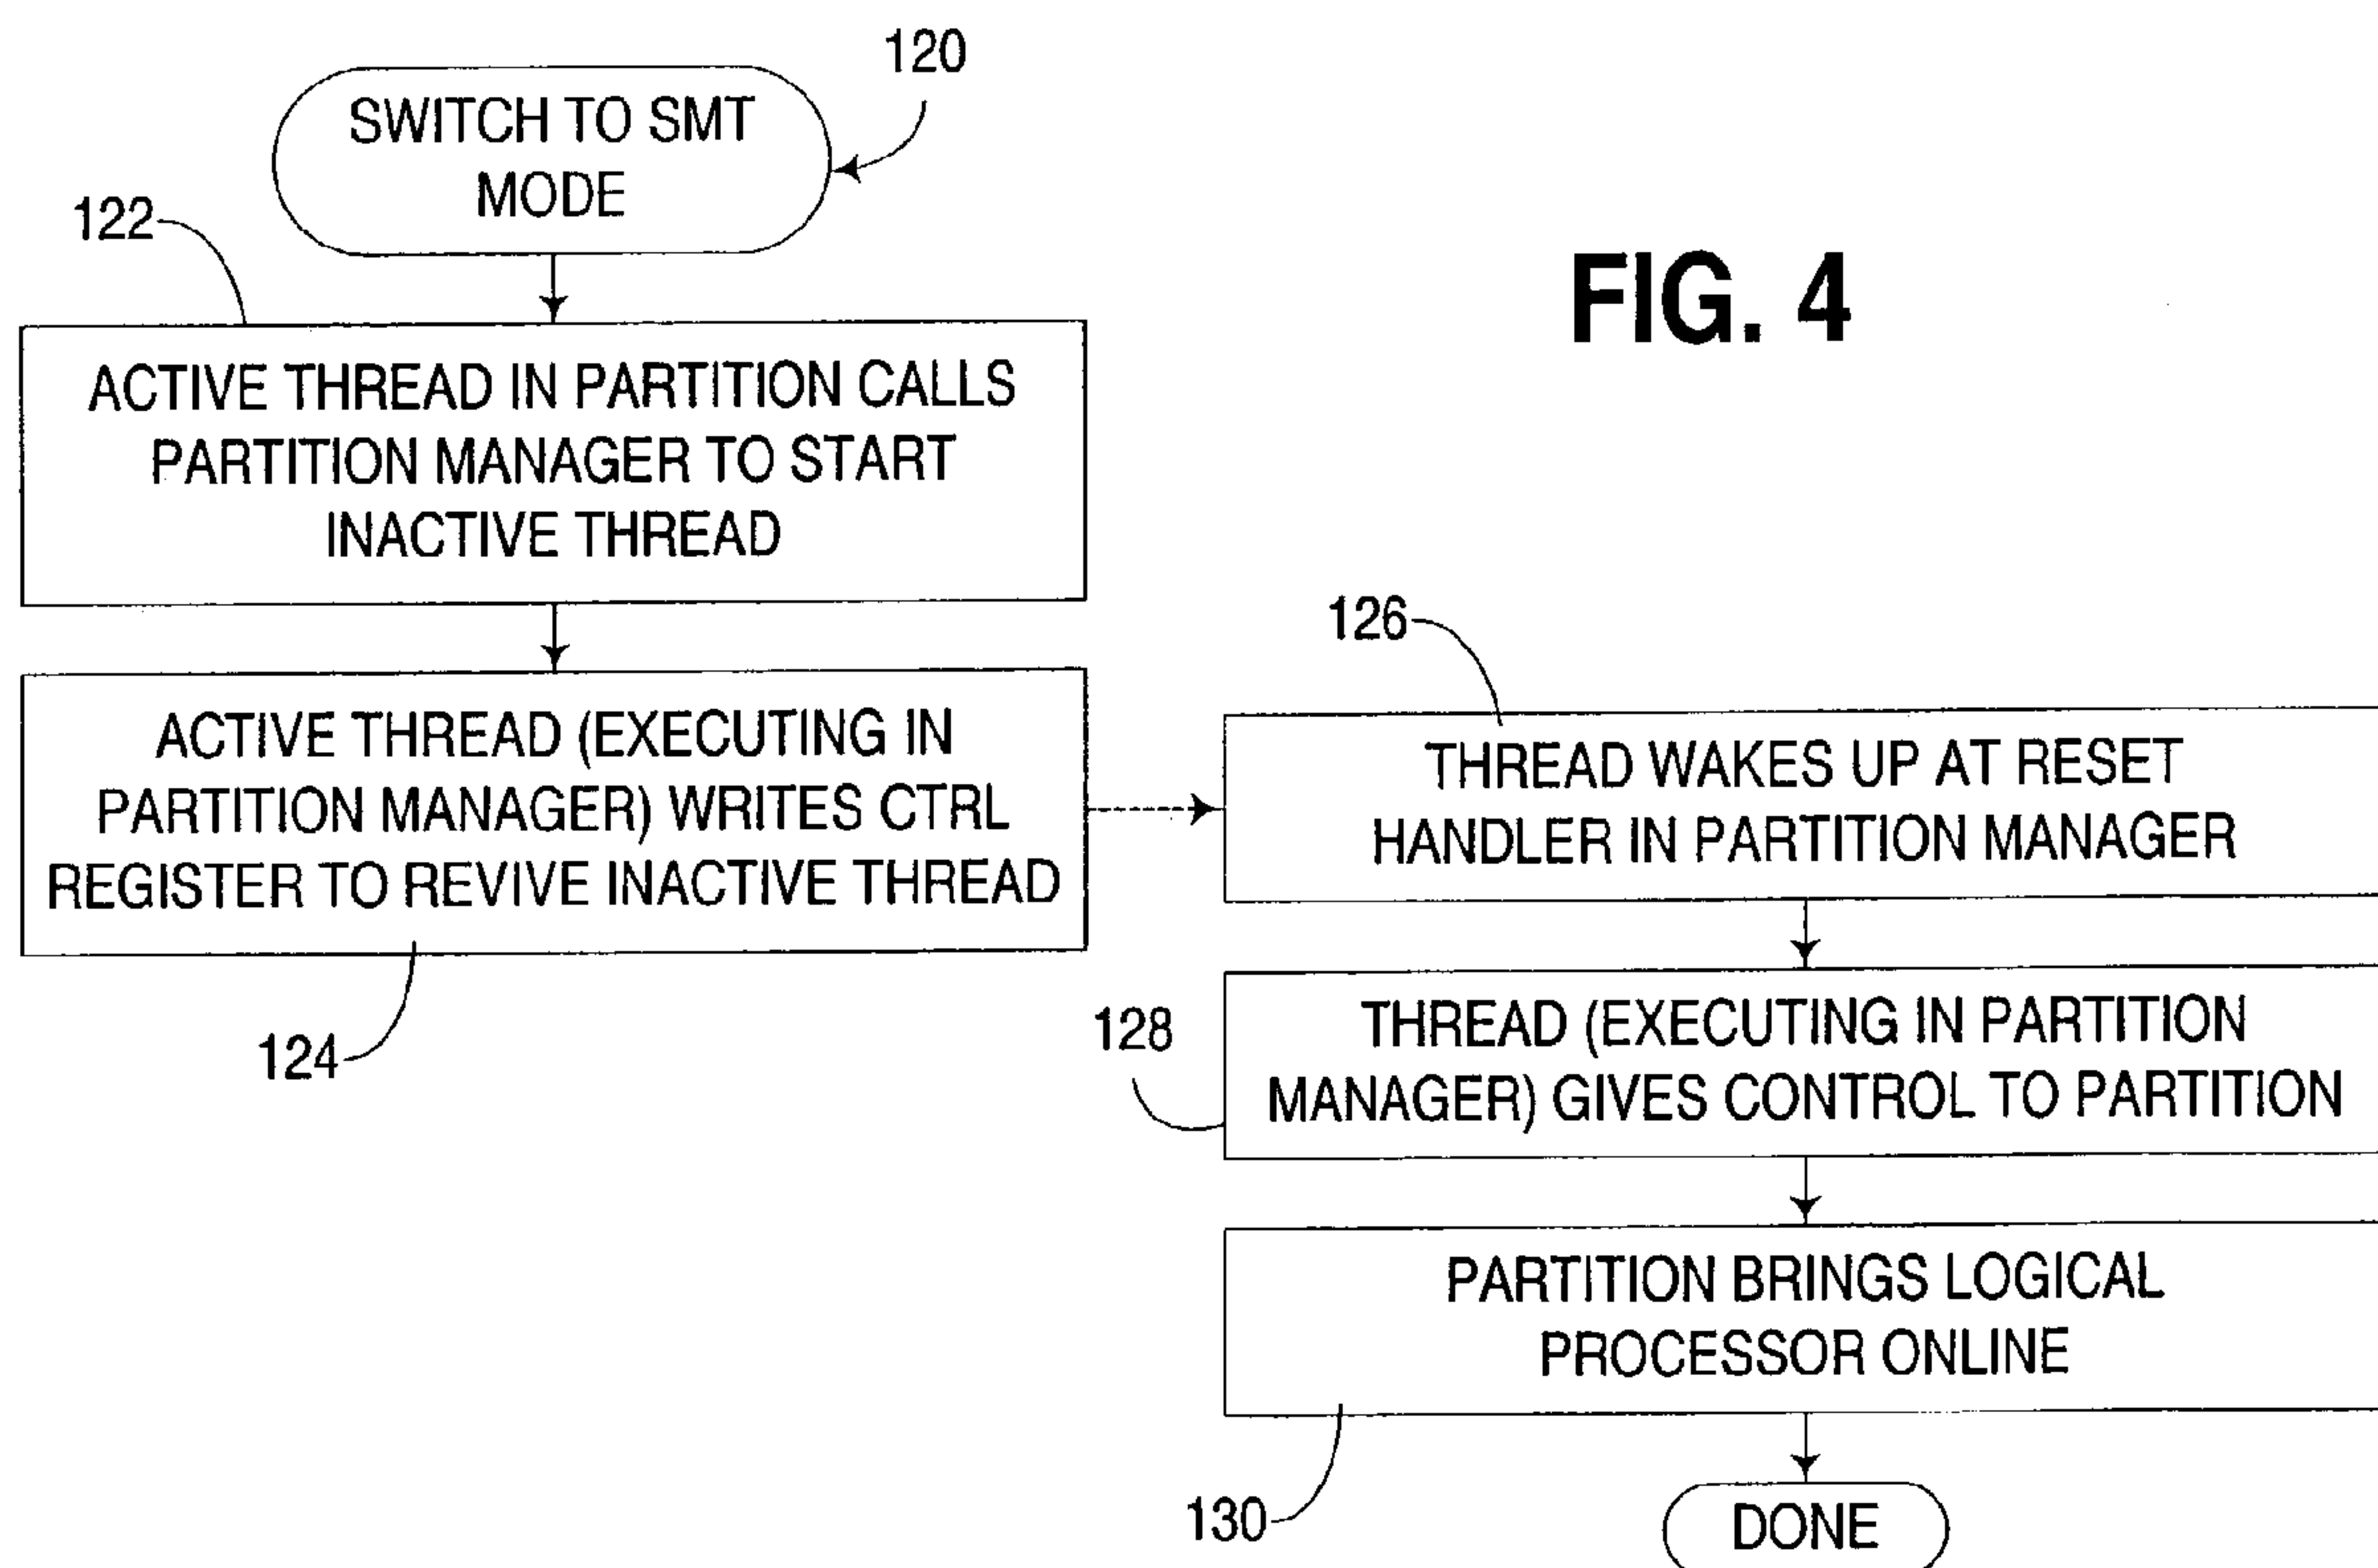 120
SWITCH TO SMT
MODE
122
FIG. 4
ACTIVE THREAD IN PARTITION CALLS
PARTITION MANAGER TO START
INACTIVE THREAD
126
ACTIVE THREAD (EXECUTING IN
PARTITION MANAGER) WRITES CTRL
REGISTER TO REVIVE INACTIVE THREAD
124
THREAD WAKES UP AT RESET
HANDLER IN PARTITION MANAGER
128
THREAD (EXECUTING IN PARTITION
MANAGER) GIVES CONTROL TO PARTITION
PARTITION BRINGS LOGICAL
PROCESSOR ONLINE
130
DONE